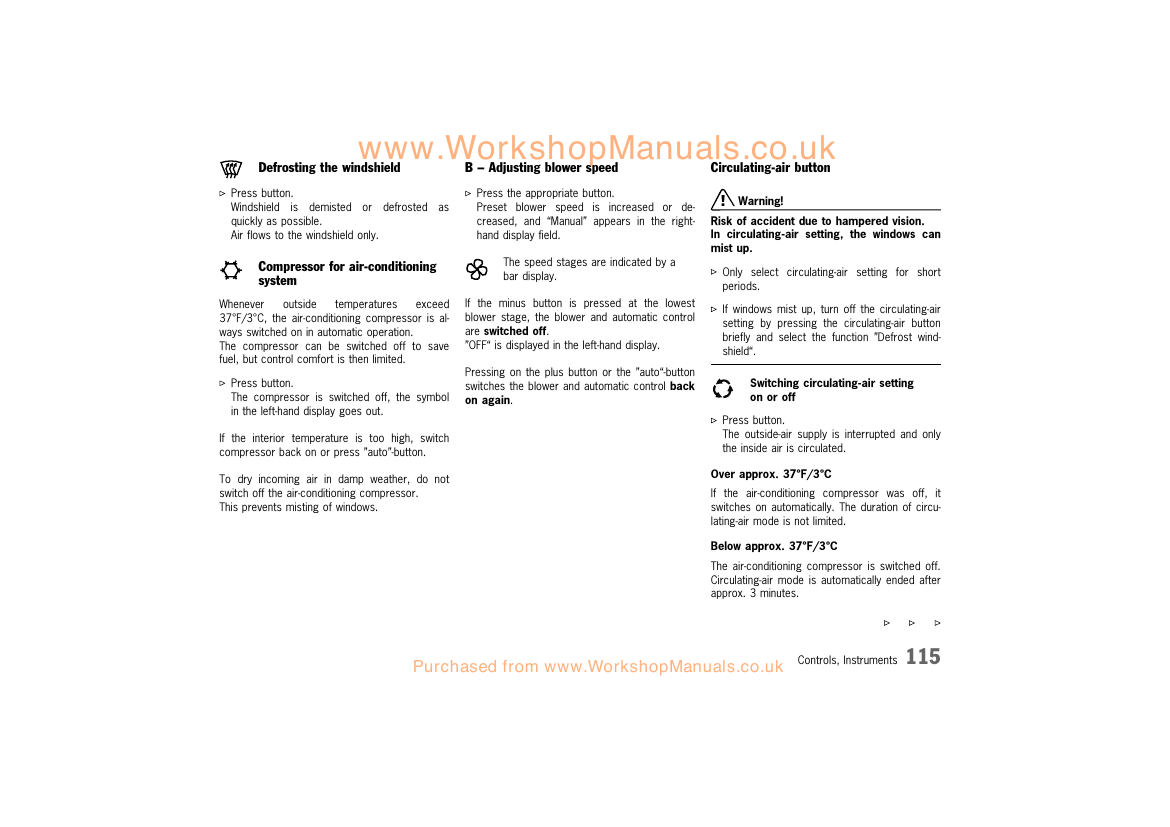 www.WorkshopManuals.co.uk
Defrosting the windshield
▷ Press button.
Windshield is demisted or defrosted as
quickly as possible.
Air flows to the windshield only.
Compressor for air-conditioning
system
Whenever outside temperatures exceed
37°F/3°C, the air-conditioning compressor is al-
ways switched on in automatic operation.
The compressor can be switched off to save
fuel, but control comfort is then limited.
▷ Press button.
The compressor is switched off, the symbol
in the left-hand display goes out.
If the interior temperature is too high, switch
compressor back on or press "auto"-button.
To dry incoming air in damp weather, do not
switch off the air-conditioning compressor.
This prevents misting of windows.
B – Adjusting blower speed
▷ Press the appropriate button.
Preset blower speed is increased or de-
creased, and “Manual” appears in the right-
hand display field.
The speed stages are indicated by a
bar display.
If the minus button is pressed at the lowest
blower stage, the blower and automatic control
are switched off.
"OFF“ is displayed in the left-hand display.
Pressing on the plus button or the "auto“-button
switches the blower and automatic control back
on again.
Circulating-air button
Warning!
Risk of accident due to hampered vision.
In circulating-air setting, the windows can
mist up.
▷ Only select circulating-air setting for short
periods.
▷ If windows mist up, turn off the circulating-air
setting by pressing the circulating-air button
briefly and select the function "Defrost wind-
shield“.
Switching circulating-air setting
on or off
▷ Press button.
The outside-air supply is interrupted and only
the inside air is circulated.
Over approx. 37°F/3°C
If the air-conditioning compressor was off, it
switches on automatically. The duration of circu-
lating-air mode is not limited.
Below approx. 37°F/3°C
The air-conditioning compressor is switched off.
Circulating-air mode is automatically ended after
approx. 3 minutes.
▷ ▷ ▷
Controls, Instruments 115
Purchased from www.WorkshopManuals.co.uk